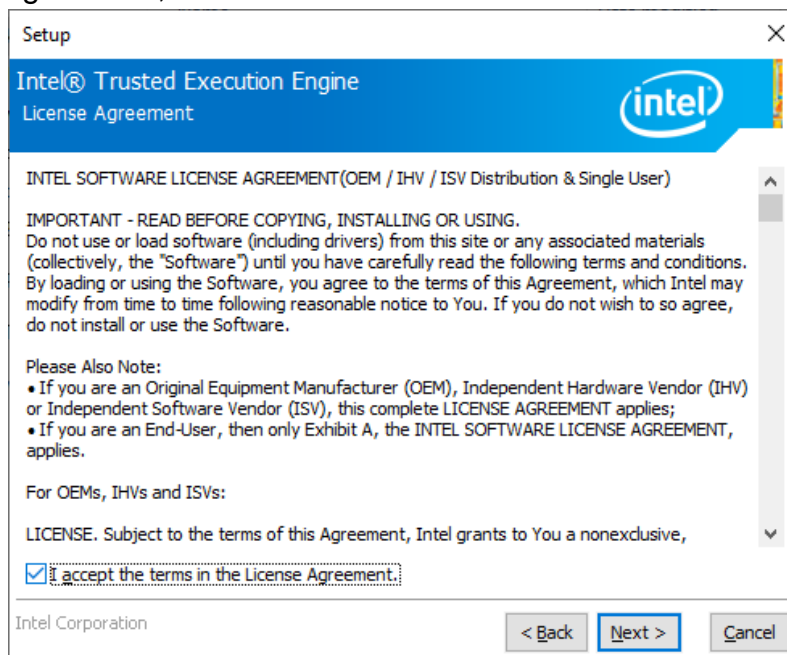 Setup
Intel® Trusted Execution Engine
License Agreement
intel
INTEL SOFTWARE LICENSE AGREEMENT(OEM / IHV / ISV Distribution & Single User)
IMPORTANT - READ BEFORE COPYING, INSTALLING OR USING.
Do not use or load software (including drivers) from this site or any associated materials
(collectively, the "Software") until you have carefully read the following terms and conditions.
By loading or using the Software, you agree to the terms of this Agreement, which Intel may
modify from time to time following reasonable notice to You. If you do not wish to so agree,
do not install or use the Software.
Please Also Note:
• If you are an Original Equipment Manufacturer (OEM), Independent Hardware Vendor (IHV)
or Independent Software Vendor (ISV), this complete LICENSE AGREEMENT applies;
• If you are an End-User, then only Exhibit A, the INTEL SOFTWARE LICENSE AGREEMENT,
applies.
For OEMs, IHVs and ISVs:
LICENSE. Subject to the terms of this Agreement, Intel grants to You a nonexclusive,
I accept the terms in the License Agreement.
Intel Corporation
< Back Next > Cancel